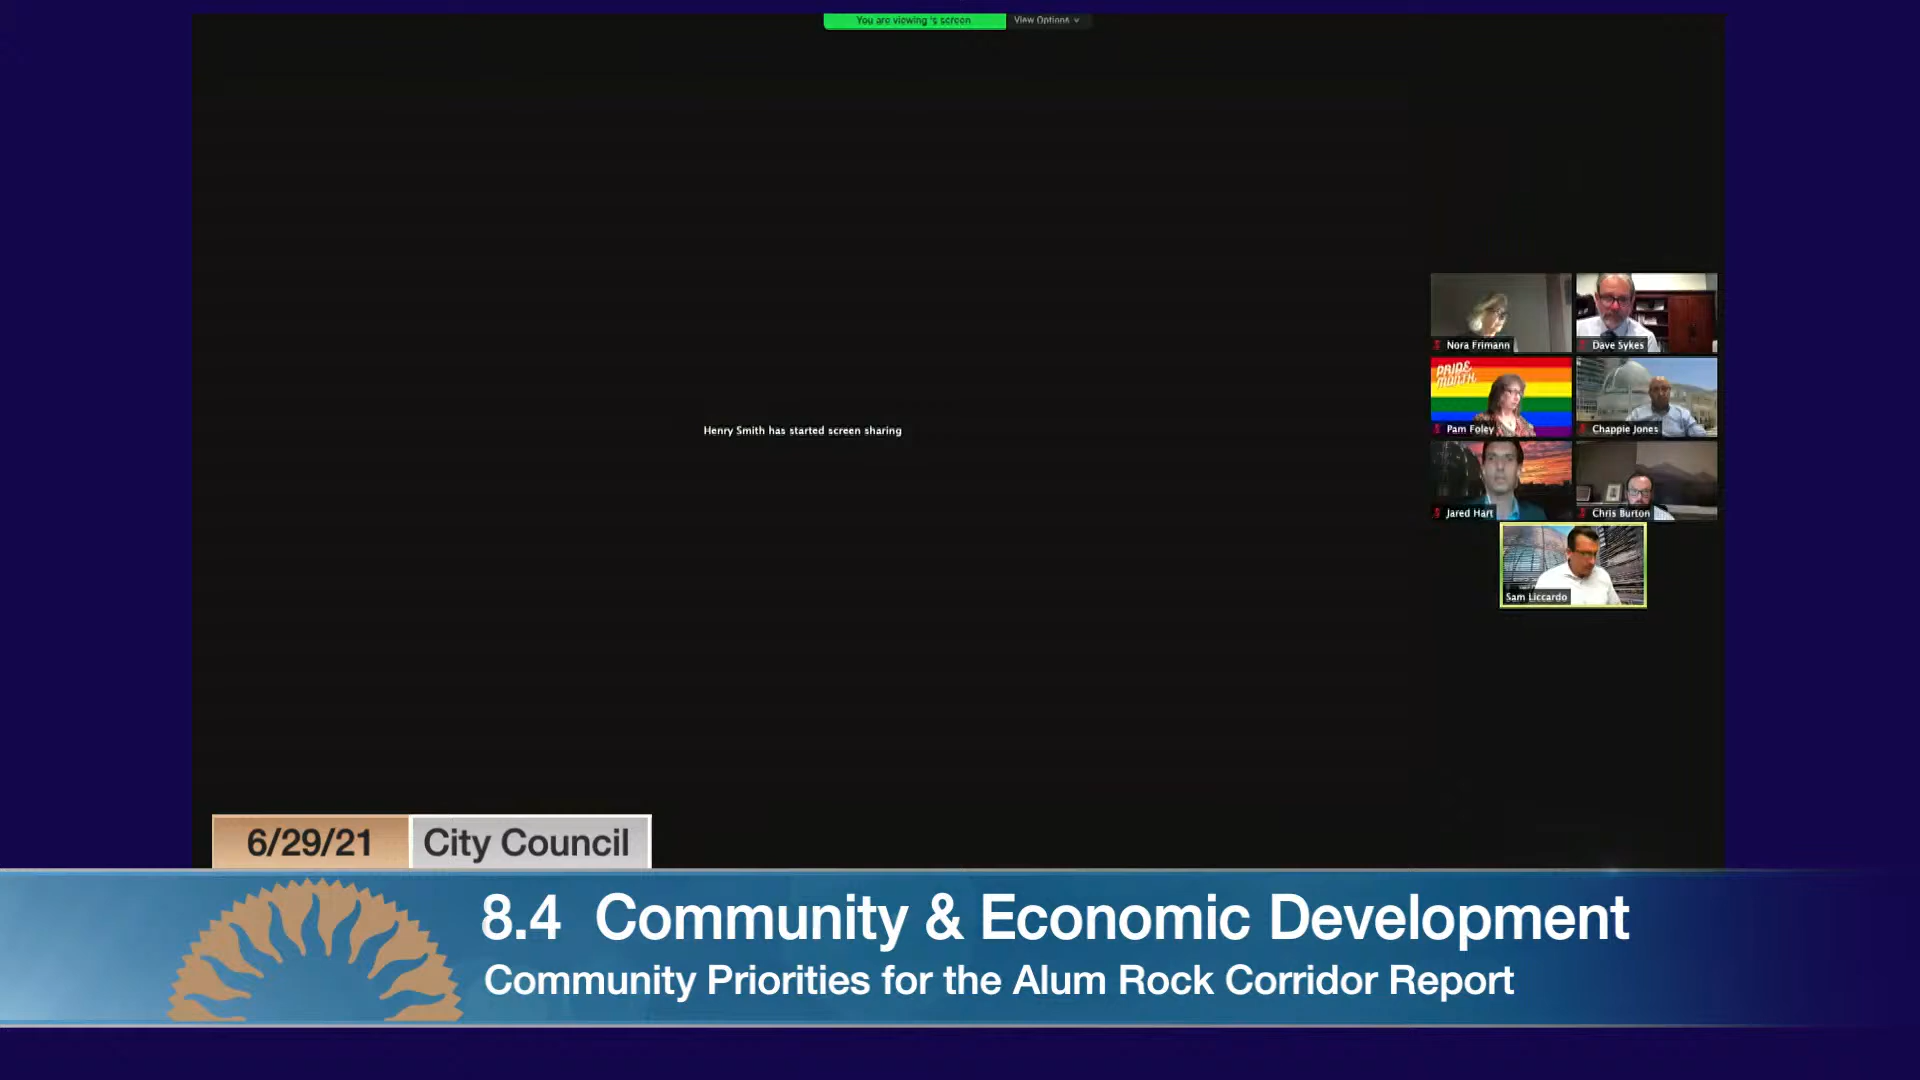 You are viewing 's screen
View Options
Nora Frimann
Dave Sykes
PRIDE
MONTH
Pam Foley
Chappie Jones
Henry Smith has started screen sharing
Jared Hart
Chris Burton
Sam Liccardo
6/29/21
City Council
8.4 Community & Economic Development
Community Priorities for the Alum Rock Corridor Report